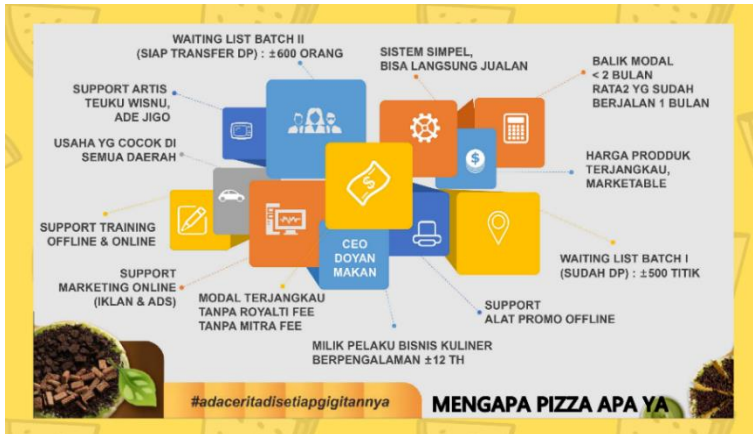 WAITING LIST BATCH II
(SIAP TRANSFER DP) : ±600 ORANG
SISTEM SIMPEL,
BISA LANGSUNG JUALAN
BALIK MODAL
< 2 BULAN
RATA2 YG SUDAH
BERJALAN 1 BULAN
SUPPORT ARTIS
TEUKU WISNU,
ADE JIGO
USAHA YG COCOK DI
SEMUA DAERAH
HARGA PRODDUK
TERJANGKAU,
MARKETABLE
SUPPORT TRAINING
OFFLINE & ONLINE
CEO
DOYAN
MAKAN
WAITING LIST BATCH I
(SUDAH DP) : ±500 TITIK
SUPPORT
MARKETING ONLINE
(IKLAN & ADS)
MODAL TERJANGKAU
TANPA ROYALTI FEE
TANPA MITRA FEE
SUPPORT
ALAT PROMO OFFLINE
MILIK PELAKU BISNIS KULINER
BERPENGALAMAN ±12 TH
#adaceritadisetiapgigitannya
MENGAPA PIZZA APA YA